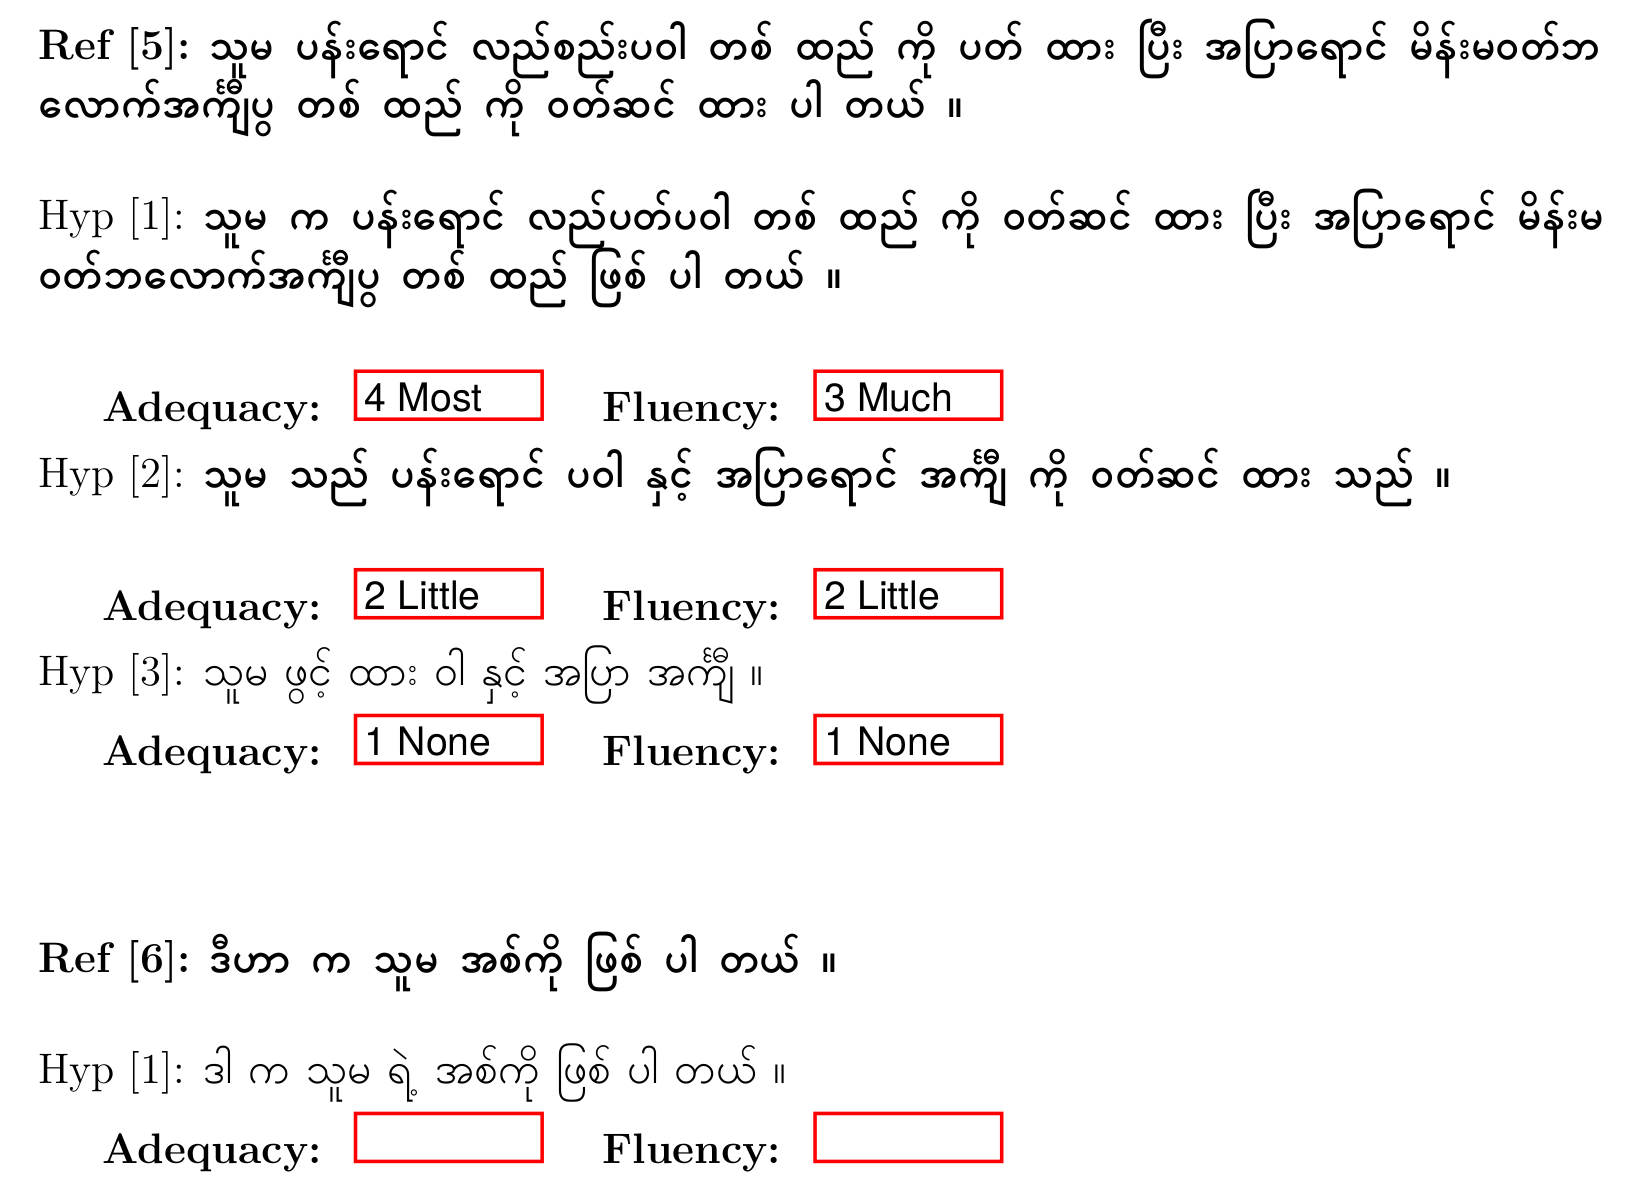 Ref [5]: သူမ ပန်းရောင် လည်စည်းပဝါ တစ် ထည် ကို ပတ် ထား ပြီး အပြာရောင် မိန်းမဝတ်ဘ
လောက်အင်္ကျီပွ တစ် ထည် ကို ဝတ်ဆင် ထား ပါ တယ် ။
Hyp [1]: သူမ က ပန်းရောင် လည်ပတ်ပဝါ တစ် ထည် ကို ဝတ်ဆင် ထား ပြီး အပြာရောင် မိန်းမ
ဝတ်ဘလောက်အင်္ကျီပွ တစ် ထည် ဖြစ် ပါ တယ် ။
Adequacy: 4 Most Fluency: 3 Much
Hyp [2]: သူမ သည် ပန်းရောင် ပဝါ နှင့် အပြာရောင် အင်္ကျီ ကို ဝတ်ဆင် ထား သည် ။
Adequacy: 2 Little Fluency: 2 Little
Hyp [3]: သူမ ဖွင့် ထား ဝါ နှင့် အပြာ အင်္ကျီ ။
Adequacy: 1 None Fluency: 1 None
Ref [6]: ဒီဟာ က သူမ အစ်ကို ဖြစ် ပါ တယ် ။
Hyp [1]: ဒါ က သူမ ရဲ့ အစ်ကို ဖြစ် ပါ တယ် ။
Adequacy: Fluency: